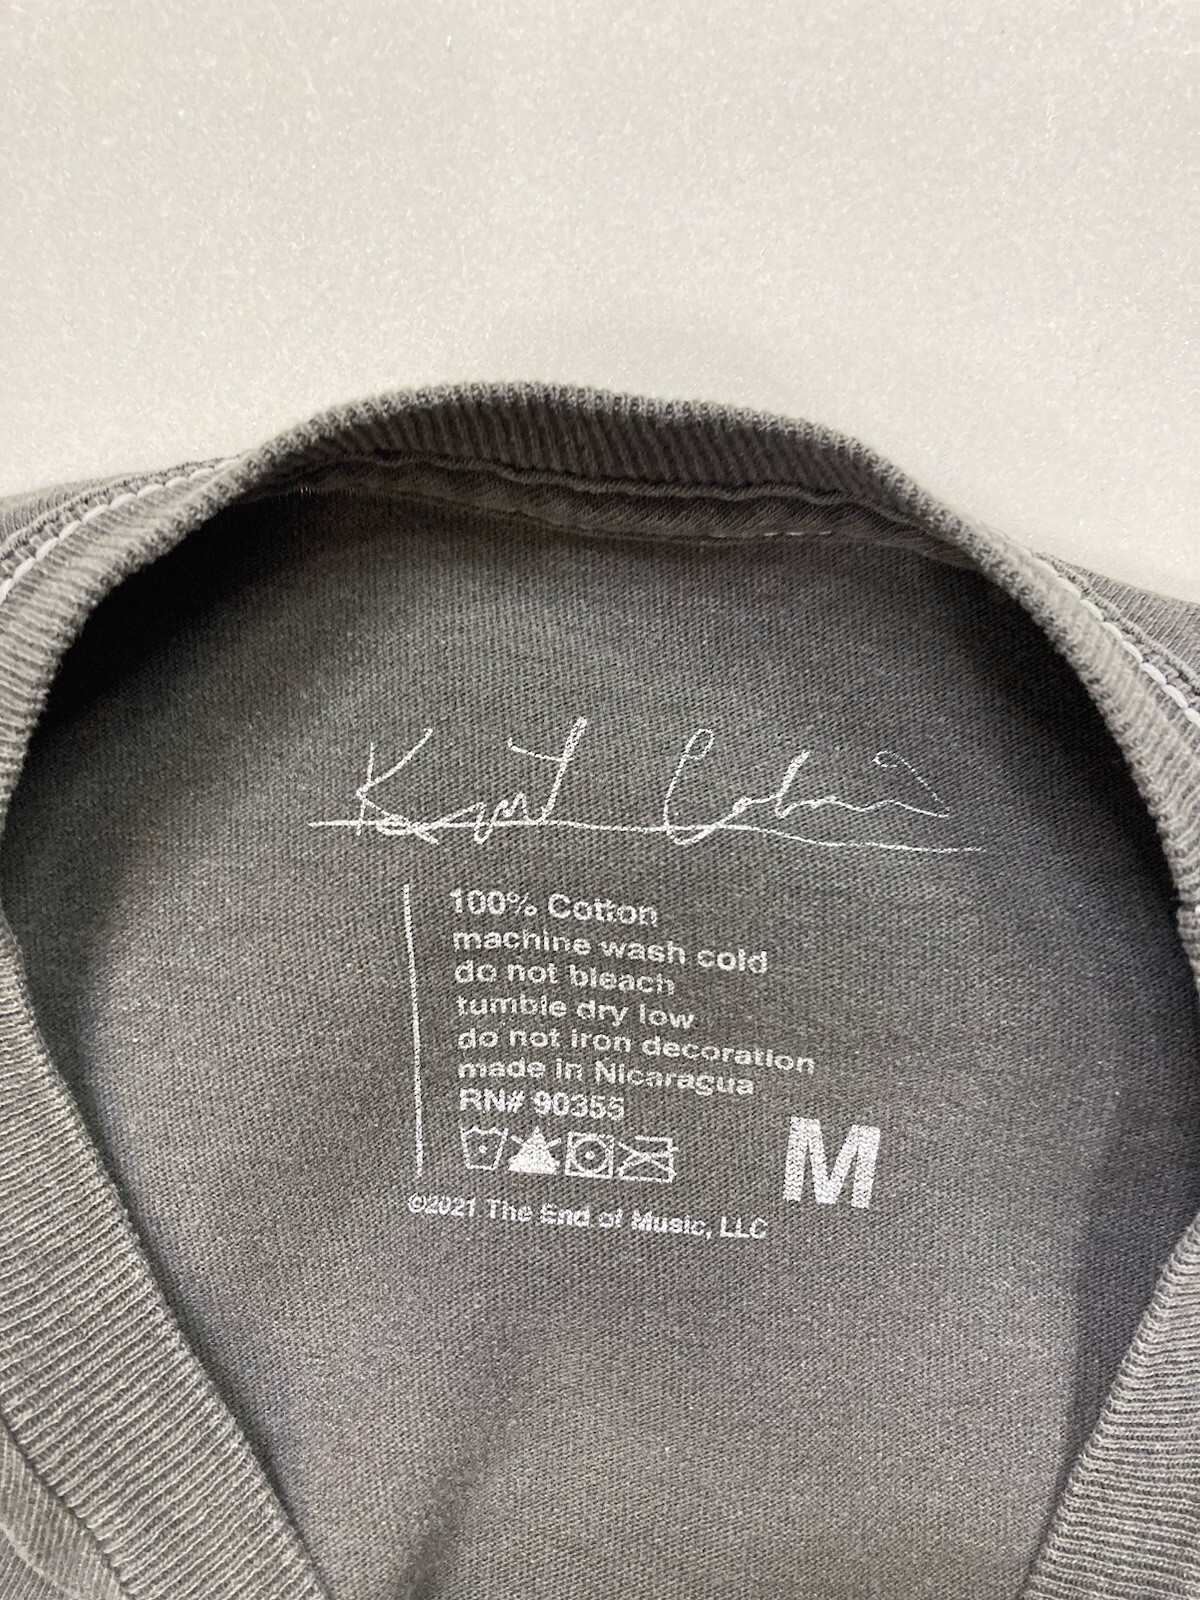 Kurt Cobain
100% Cotton
machine wash cold
do not bleach
tumble dry low
do not iron decoration
made in Nicaragua
RN# 90355
M
©2021 The End of Music, LLC